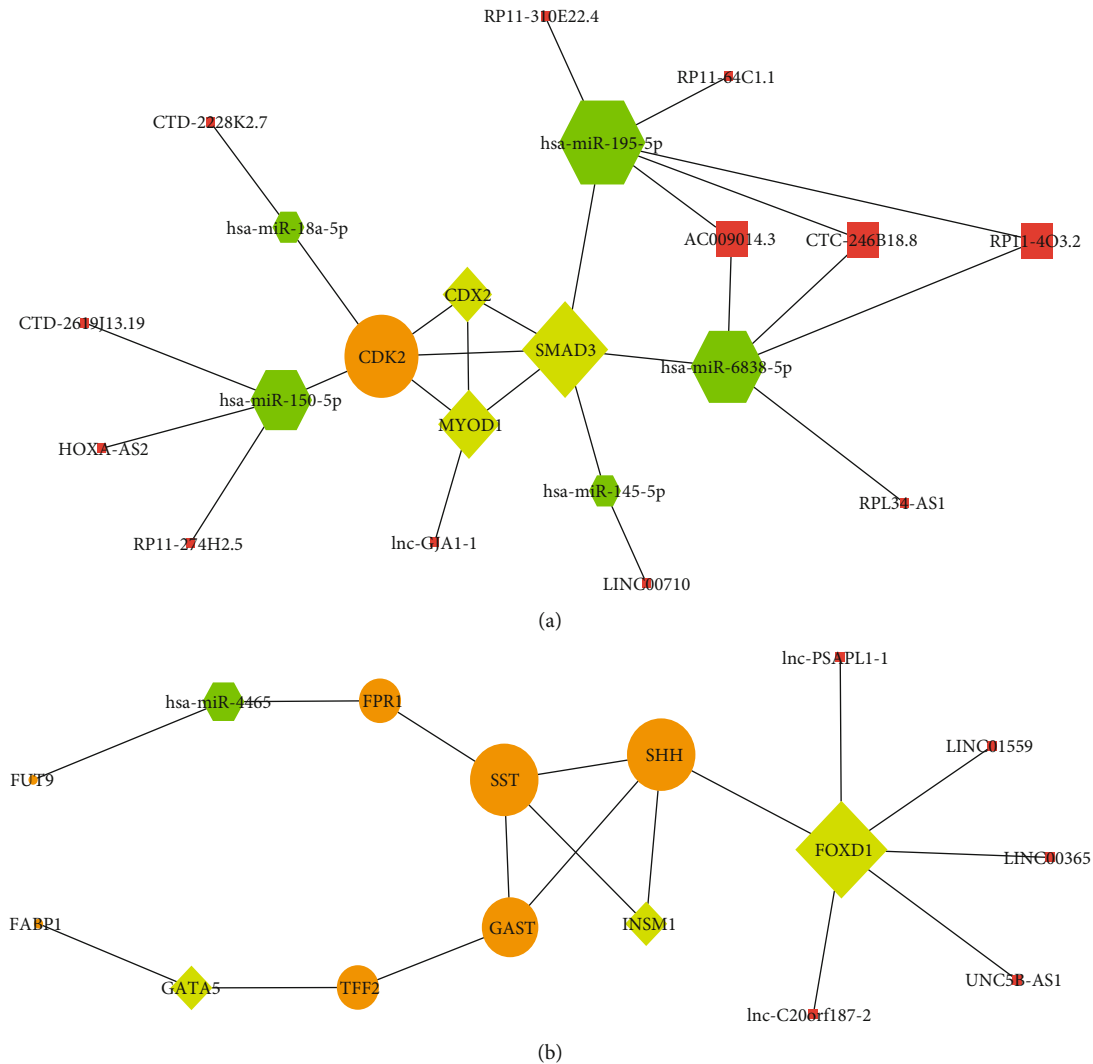 RP11-310E22.4
RP11-64C1.1
CTD-2228K2.7
hsa-miR-195-5p
hsa-miR-18a-5p
AC009014.3
CTC-246B18.8
RP11-4O3.2
CDX2
CTD-2619J13.19
SMAD3
CDK2
hsa-miR-6838-5p
hsa-miR-150-5p
MYOD1
HOXA-AS2
hsa-miR-145-5p
RPL34-AS1
RP11-274H2.5
lnc-GJA1-1
LINC00710
(a)
lnc-PSAPL1-1
hsa-miR-4465
FPR1
LINC01559
SHH
FUT9
SST
FOXD1
LINC00365
FABP1
GAST
INSM1
UNC5B-AS1
GATA5
TFF2
lnc-C20orf187-2
(b)